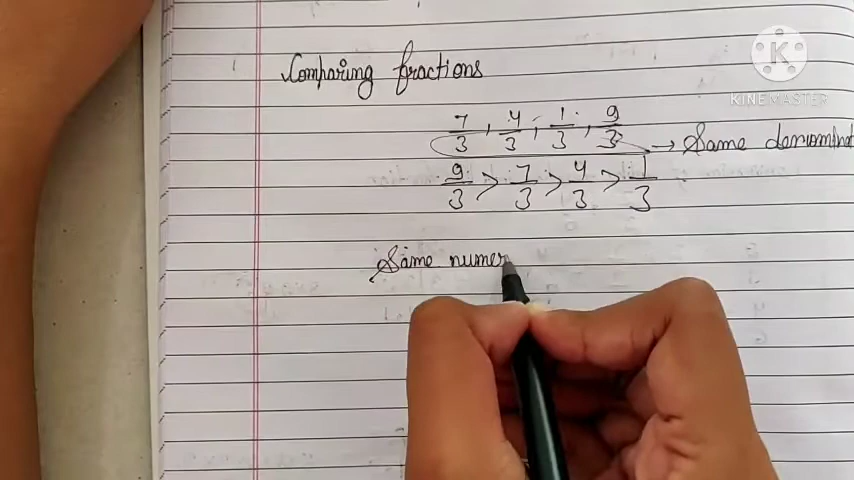 Comparing fractions
7/3, 4/3, 1/3, 9/3 → Same denominat
9/3 > 7/3 > 4/3 > 1/3
Same numer
K
KINEMASTER